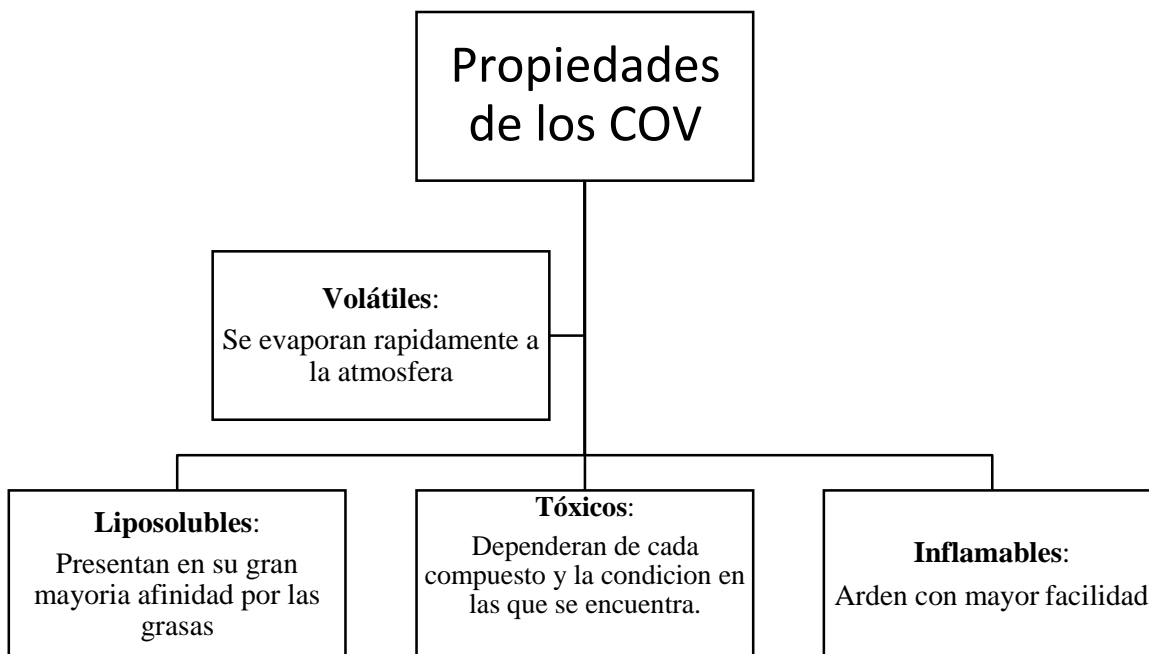 Propiedades
de los COV
Volátiles:
Se evaporan rapidamente a
la atmosfera
Liposolubles:
Presentan en su gran
mayoria afinidad por las
grasas
Tóxicos:
Dependeran de cada
compuesto y la condicion en
las que se encuentra.
Inflamables:
Arden con mayor facilidad